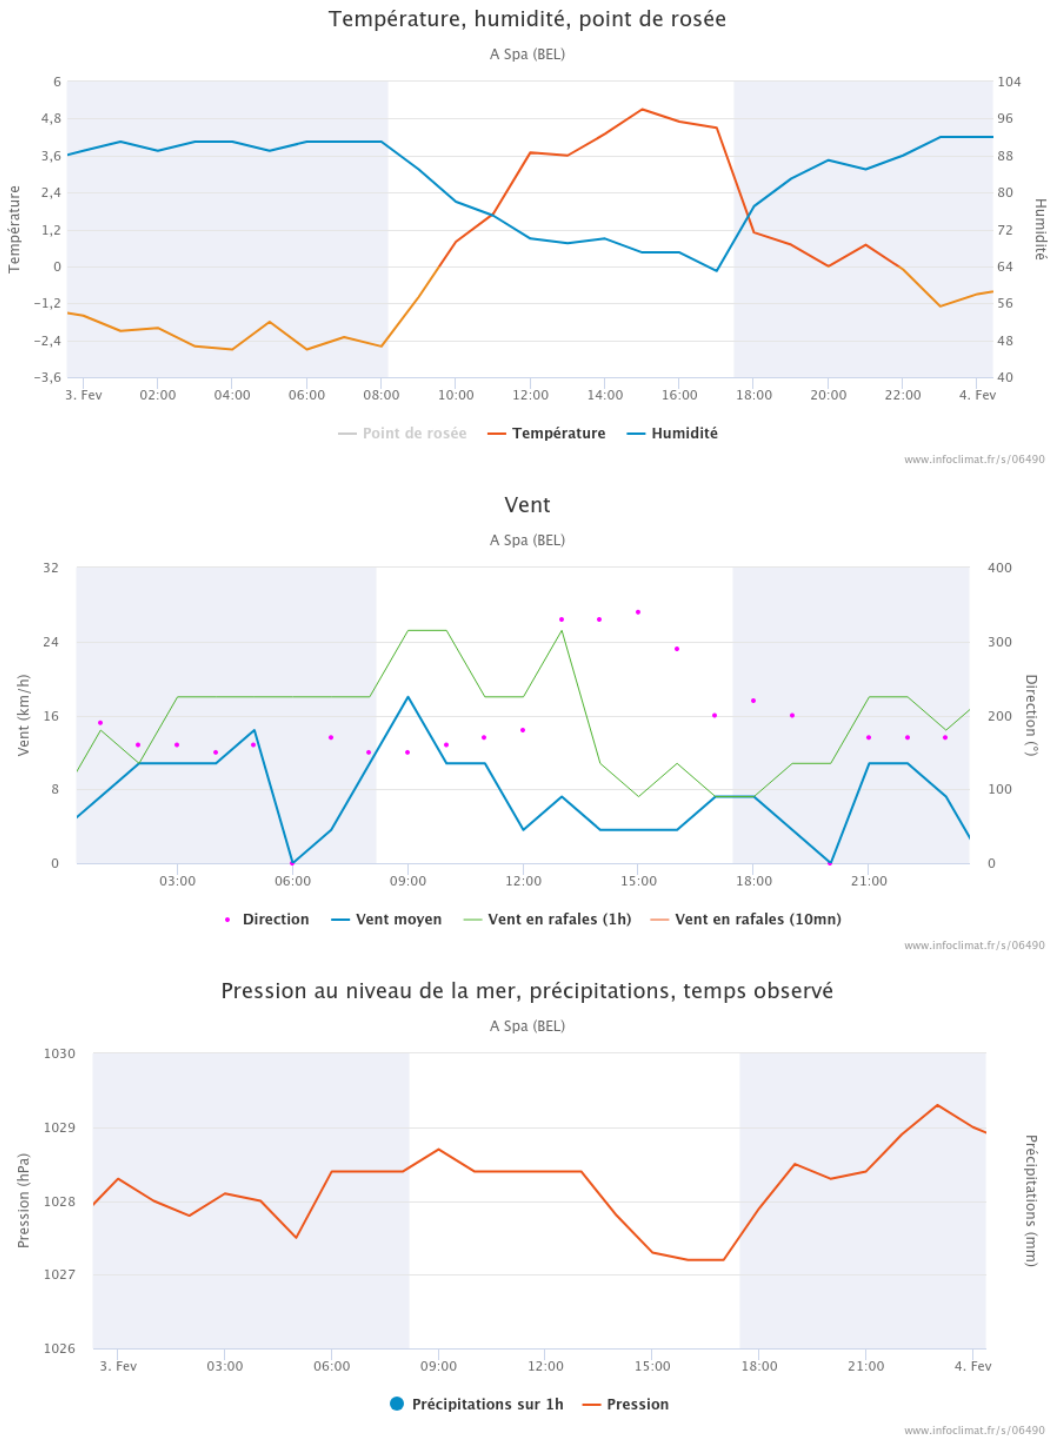 Température, humidité, point de rosée
A Spa (BEL)
6 104
4,8 96
3,6 88
2,4 80
1,2 72
0 64
−1,2 56
−2,4 48
−3,6 40
Température
Humidité
3. Fev 02:00 04:00 06:00 08:00 10:00 12:00 14:00 16:00 18:00 20:00 22:00 4. Fev
Point de rosée Température Humidité
www.infoclimat.fr/s/06490
Vent
A Spa (BEL)
32 400
24 300
16 200
8 100
0 0
Vent (km/h)
Direction (°)
03:00 06:00 09:00 12:00 15:00 18:00 21:00
Direction Vent moyen Vent en rafales (1h) Vent en rafales (10mn)
www.infoclimat.fr/s/06490
Pression au niveau de la mer, précipitations, temps observé
A Spa (BEL)
1030
1029
1028
1027
1026
Pression (hPa)
Précipitations (mm)
3. Fev 03:00 06:00 09:00 12:00 15:00 18:00 21:00 4. Fev
Précipitations sur 1h Pression
www.infoclimat.fr/s/06490